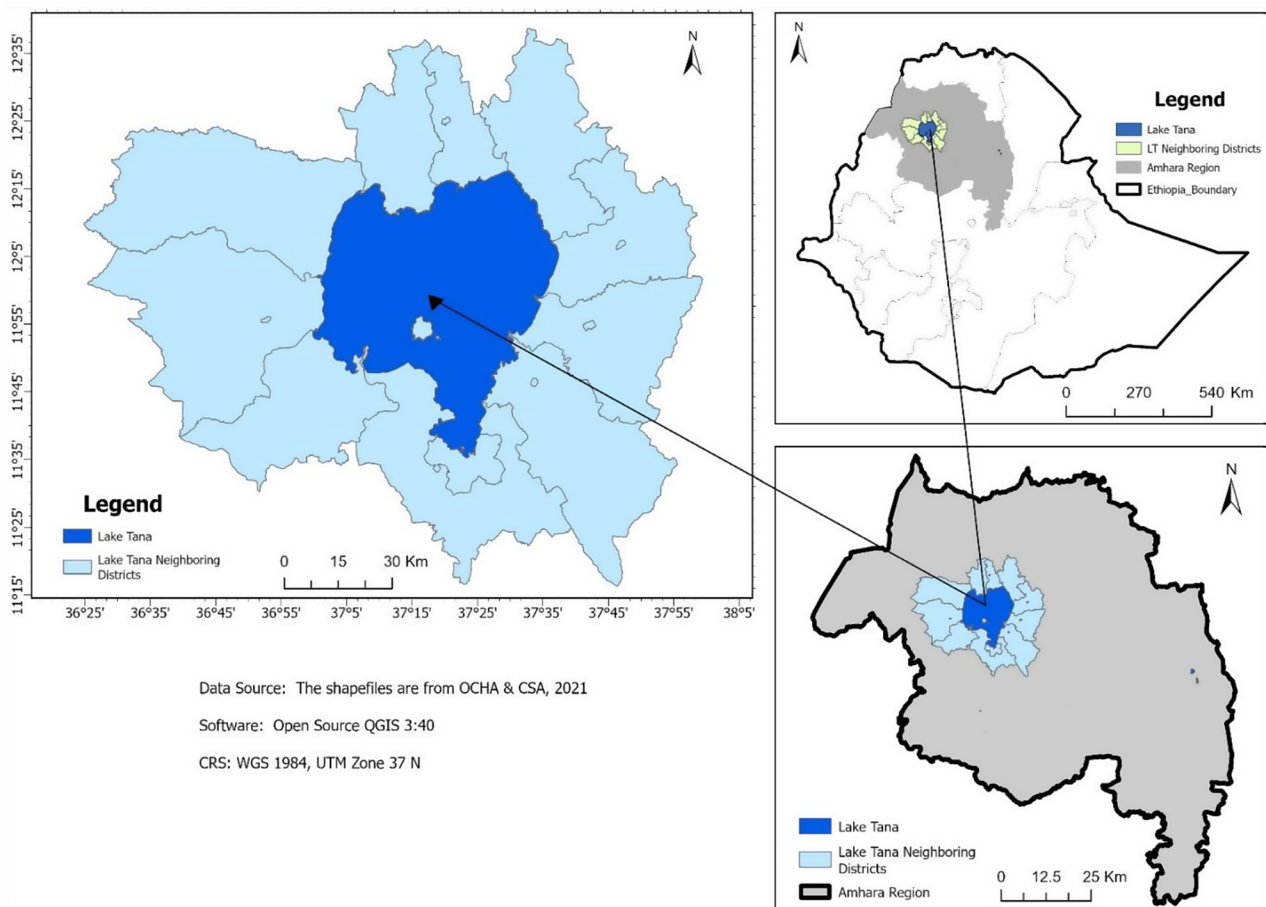 N
12°35'
12°25'
12°15'
12°5'
11°55'
11°45'
11°35'
11°25'
11°15'
Legend
Lake Tana
Lake Tana Neighboring
Districts
0 15 30 Km
36°25 36°35 36°45 37°5 37°15 37°25 37°45 37°55 38°5
Data Source: The shapefiles are from OCHA & CSA, 2021
Software: Open Source QGIS 3:40
CRS: WGS 1984, UTM Zone 37 N
N
Legend
Lake Tana
LT Neighboring Districts
Amhara Region
Ethiopia_Boundary
0 270 540 Km
N
Lake Tana
Lake Tana Neighboring
Districts
Amhara Region
0 12.5 25 Km